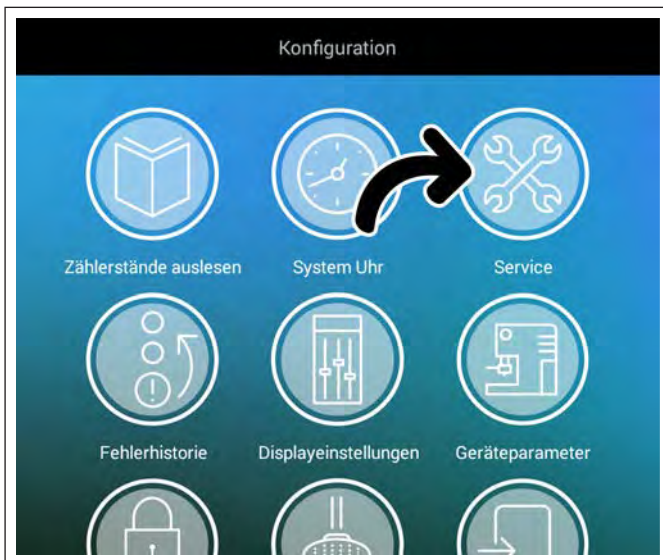 Konfiguration
Zählerstände auslesen System Uhr Service
Fehlerhistorie Displayeinstellungen Geräteparameter